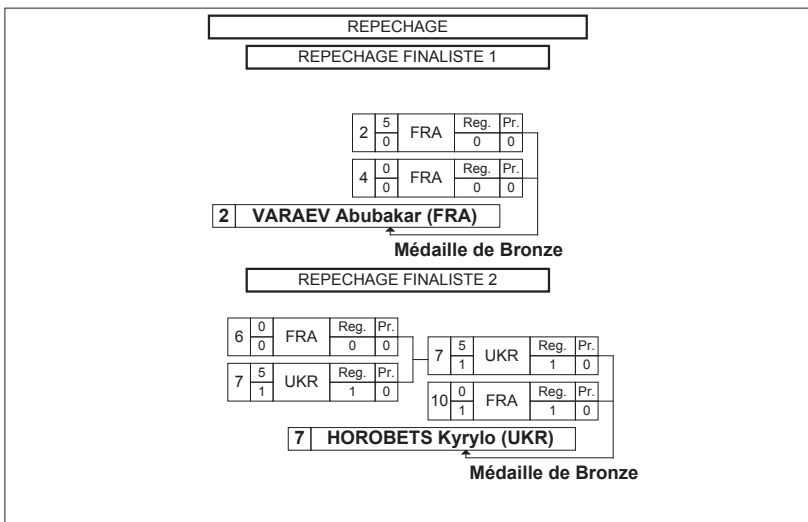 REPECHAGE
REPECHAGE FINALISTE 1
2 5 FRA Reg. Pr.
0 0 0
4 0 FRA Reg. Pr.
0 0 0
2 VARAEV Abubakar (FRA)
Médaille de Bronze
REPECHAGE FINALISTE 2
6 0 FRA Reg. Pr.
0 0 0
7 5 UKR Reg. Pr.
1 1 0
7 5 UKR Reg. Pr.
1 1 0
10 0 FRA Reg. Pr.
1 1 0
7 HOROBETS Kyrylo (UKR)
Médaille de Bronze